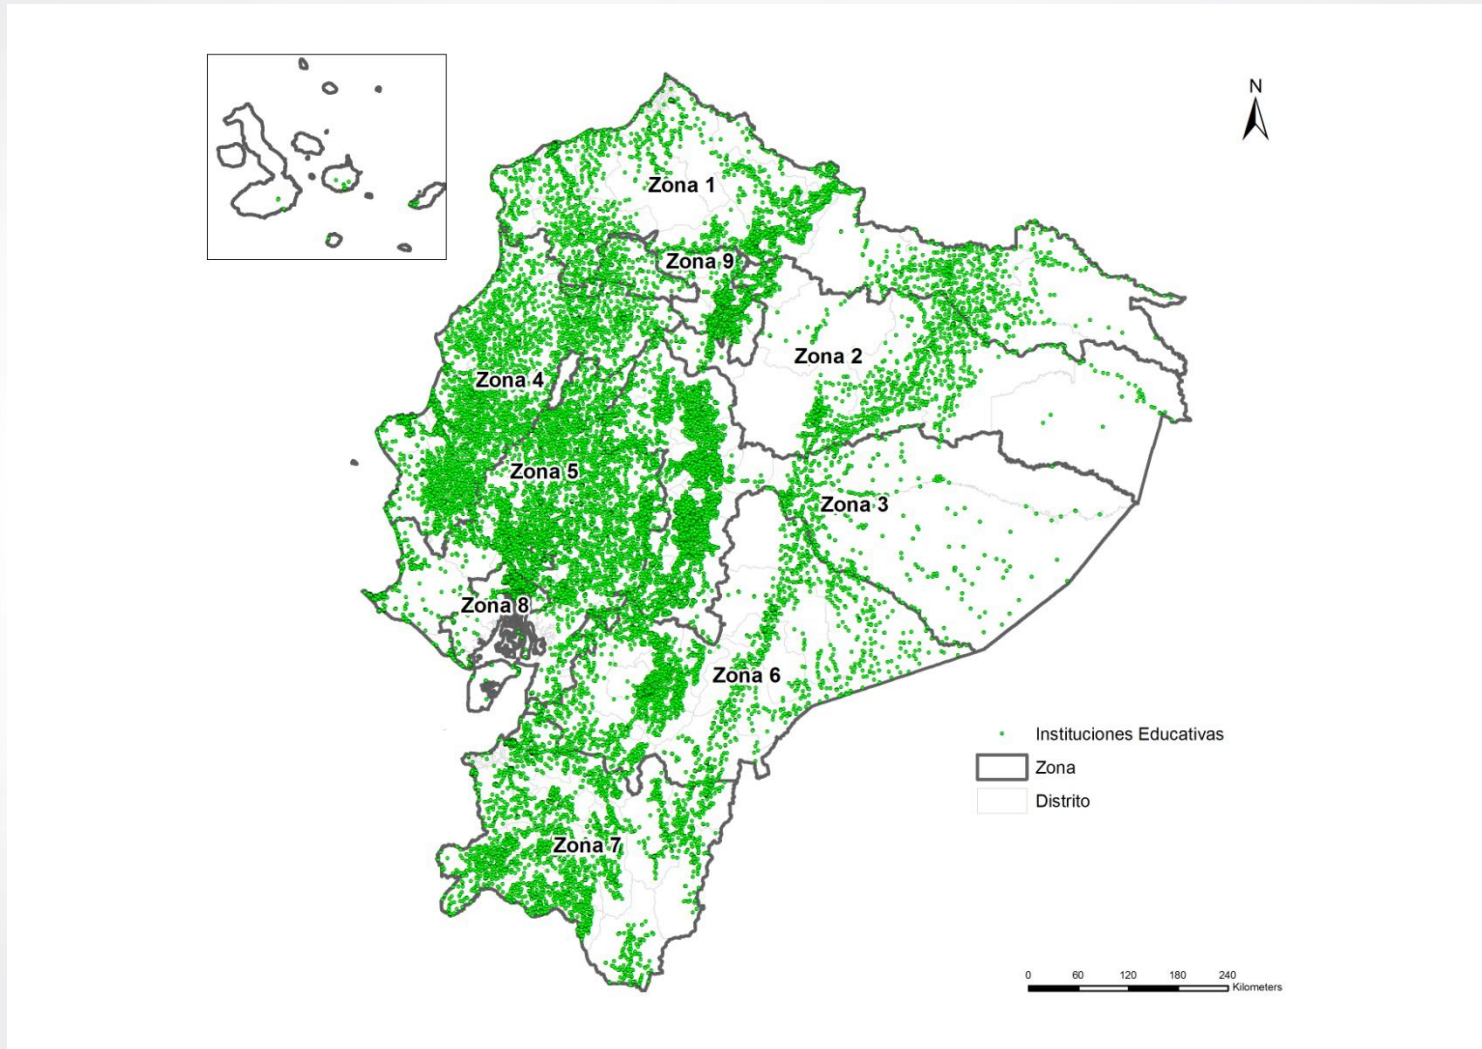 N
Zona 1
Zona 9
Zona 2
Zona 4
Zona 5
Zona 3
Zona 8
Zona 6
Instituciones Educativas
Zona
Distrito
Zona 7
0 60 120 180 240
Kilometers